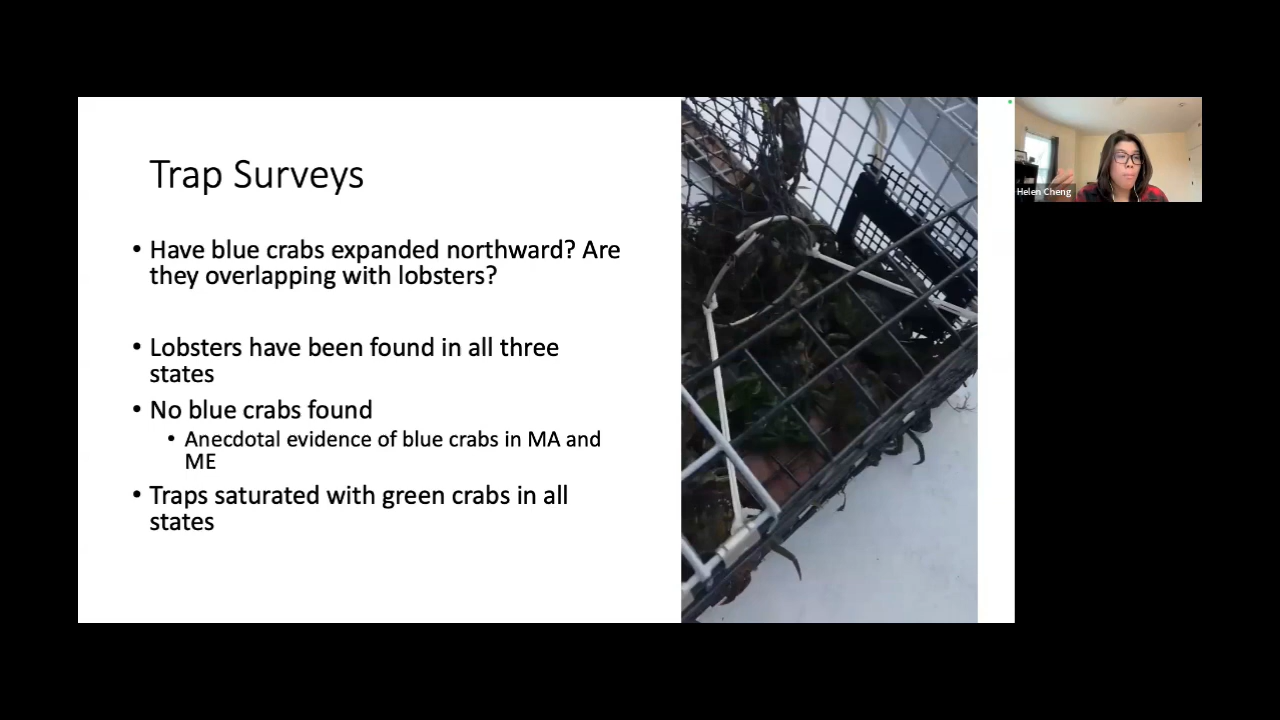 Trap Surveys
• Have blue crabs expanded northward? Are
they overlapping with lobsters?
• Lobsters have been found in all three
states
• No blue crabs found
• Anecdotal evidence of blue crabs in MA and
ME
• Traps saturated with green crabs in all
states
Helen Cheng